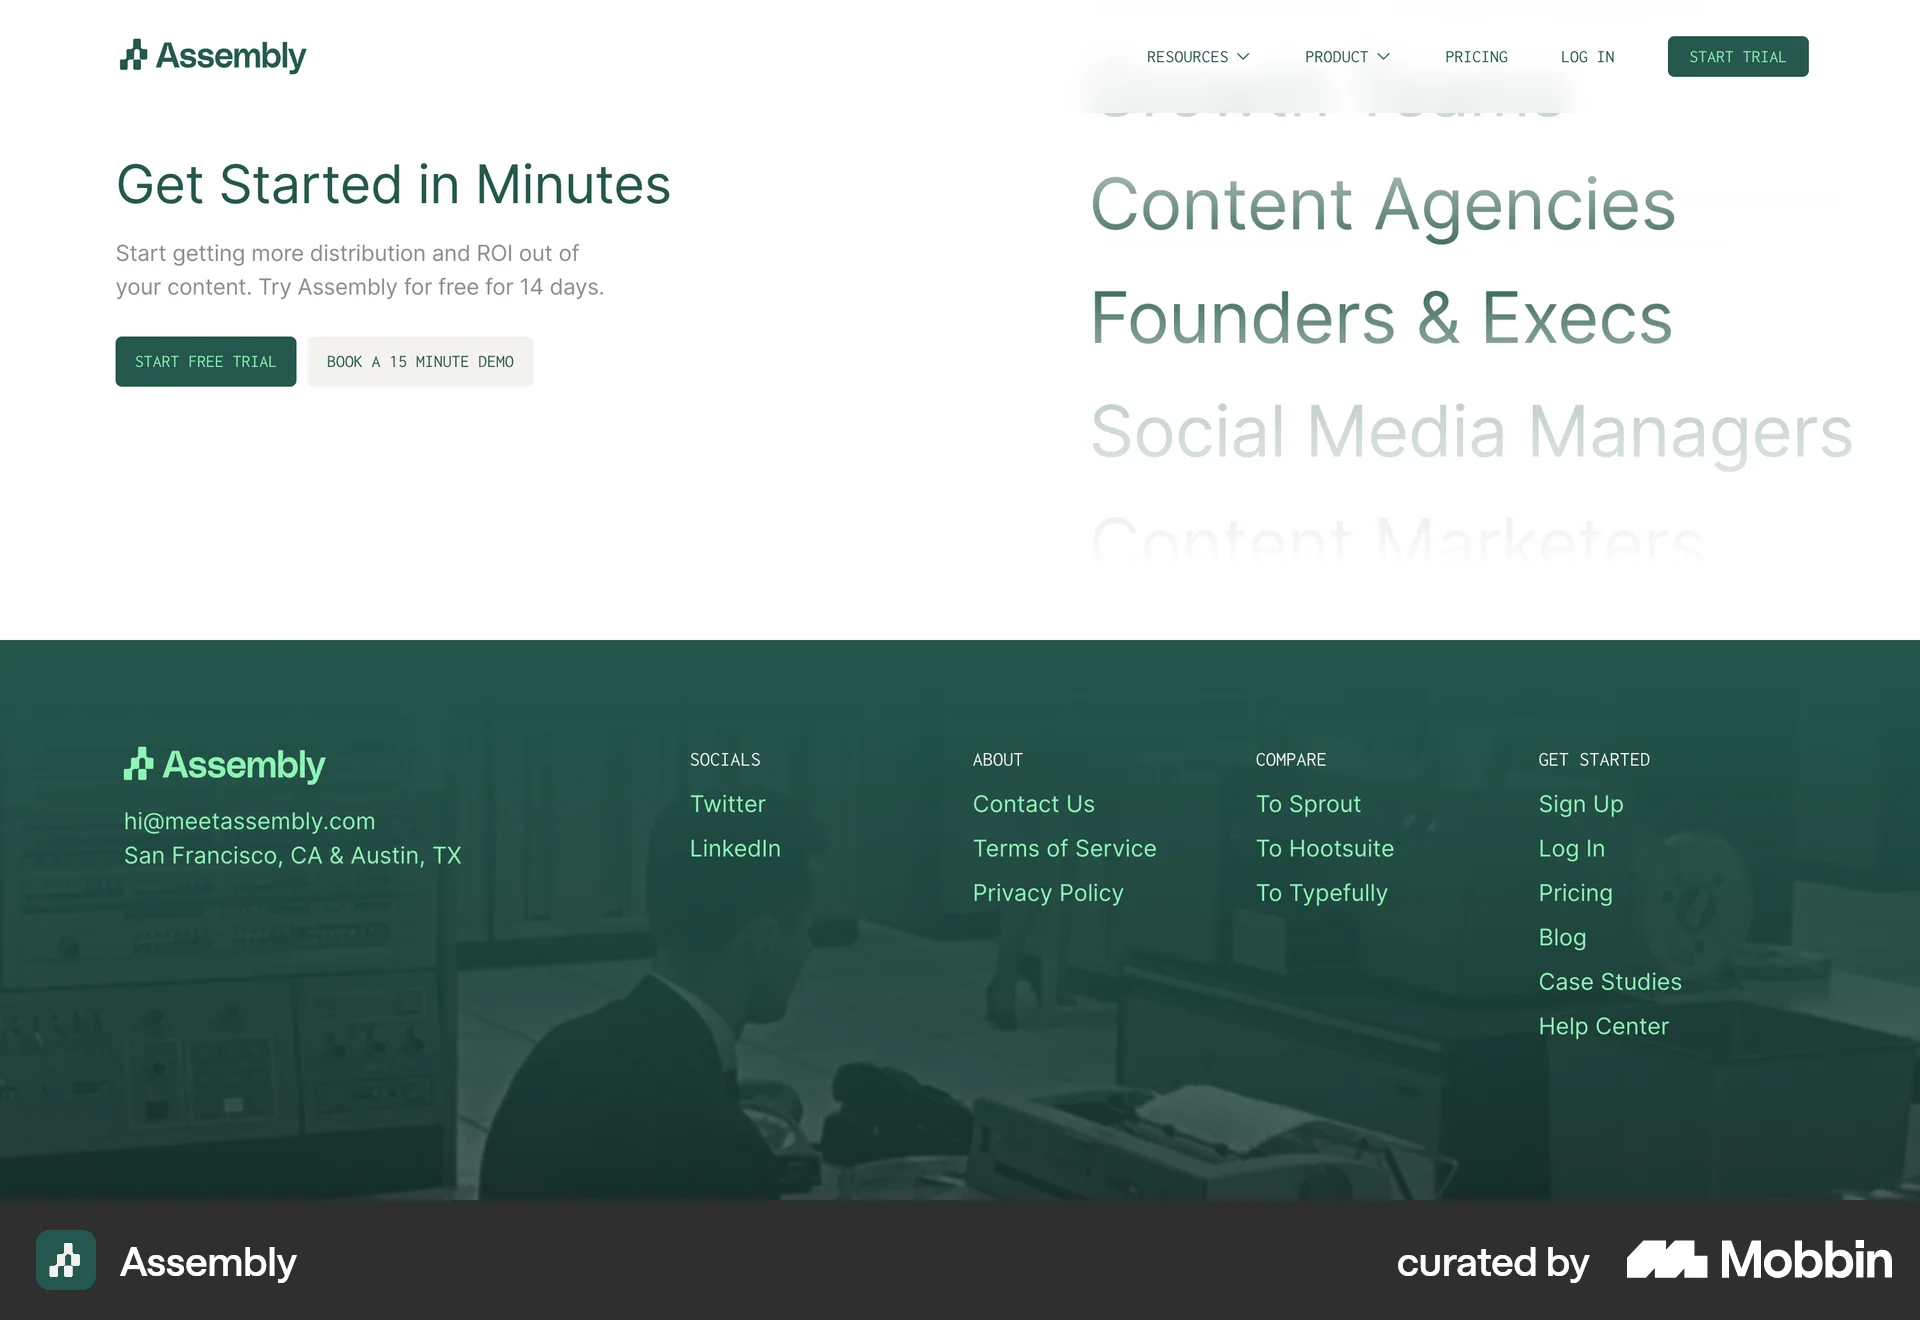 Assembly
RESOURCES
PRODUCT
PRICING
LOG IN
START TRIAL
Get Started in Minutes
Start getting more distribution and ROI out of
your content. Try Assembly for free for 14 days.
START FREE TRIAL
BOOK A 15 MINUTE DEMO
Growth Teams
Content Agencies
Founders & Execs
Social Media Managers
Content Marketers
Assembly
hi@meetassembly.com
San Francisco, CA & Austin, TX
SOCIALS
Twitter
LinkedIn
ABOUT
Contact Us
Terms of Service
Privacy Policy
COMPARE
To Sprout
To Hootsuite
To Typefully
GET STARTED
Sign Up
Log In
Pricing
Blog
Case Studies
Help Center
Assembly
curated by
Mobbin